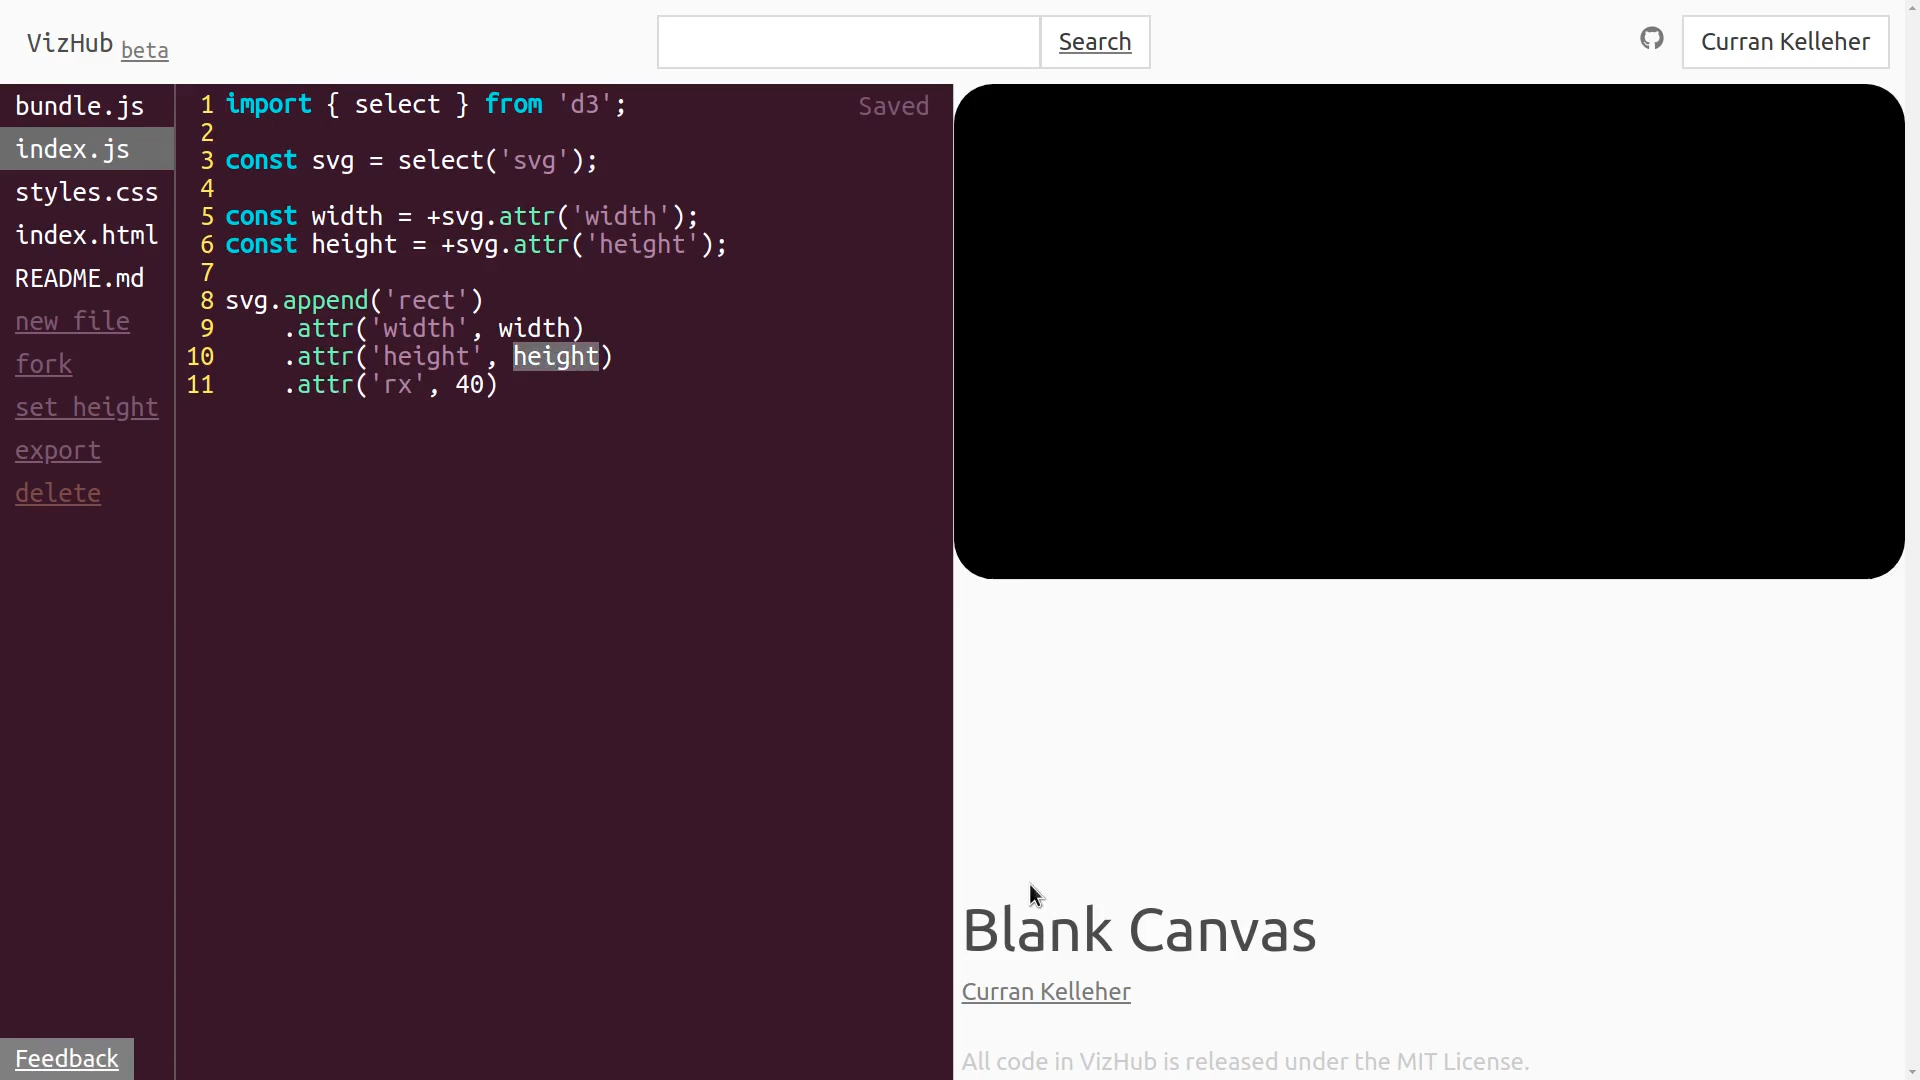 VizHub beta
Search
Curran Kelleher
bundle.js
index.js
styles.css
index.html
README.md
new file
fork
set height
export
delete
Feedback
1 import { select } from 'd3';
Saved
2
3 const svg = select('svg');
4
5 const width = +svg.attr('width');
6 const height = +svg.attr('height');
7
8 svg.append('rect')
9     .attr('width', width)
10     .attr('height', height)
11     .attr('rx', 40)
Blank Canvas
Curran Kelleher
All code in VizHub is released under the MIT License.